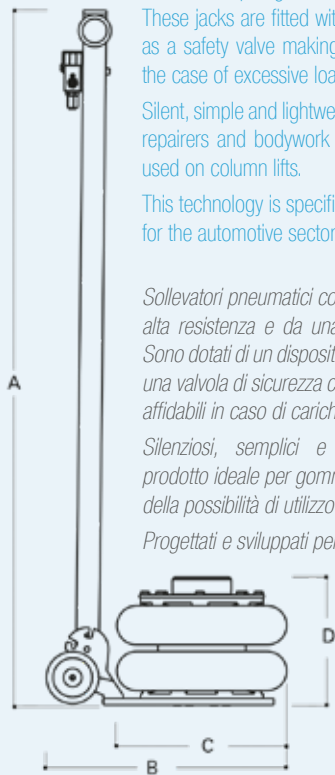 These jacks are fitted wit
as a safety valve making
the case of excessive loa
Silent, simple and lightwe
repairers and bodywork
used on column lifts.
This technology is specifi
for the automotive sector
Sollevatori pneumatici co
alta resistenza e da una
Sono dotati di un disposit
una valvola di sicurezza c
affidabili in caso di carich
Silenziosi, semplici e
prodotto ideale per gomm
della possibilità di utilizzo
Progettati e sviluppati pe
A
D
C
B